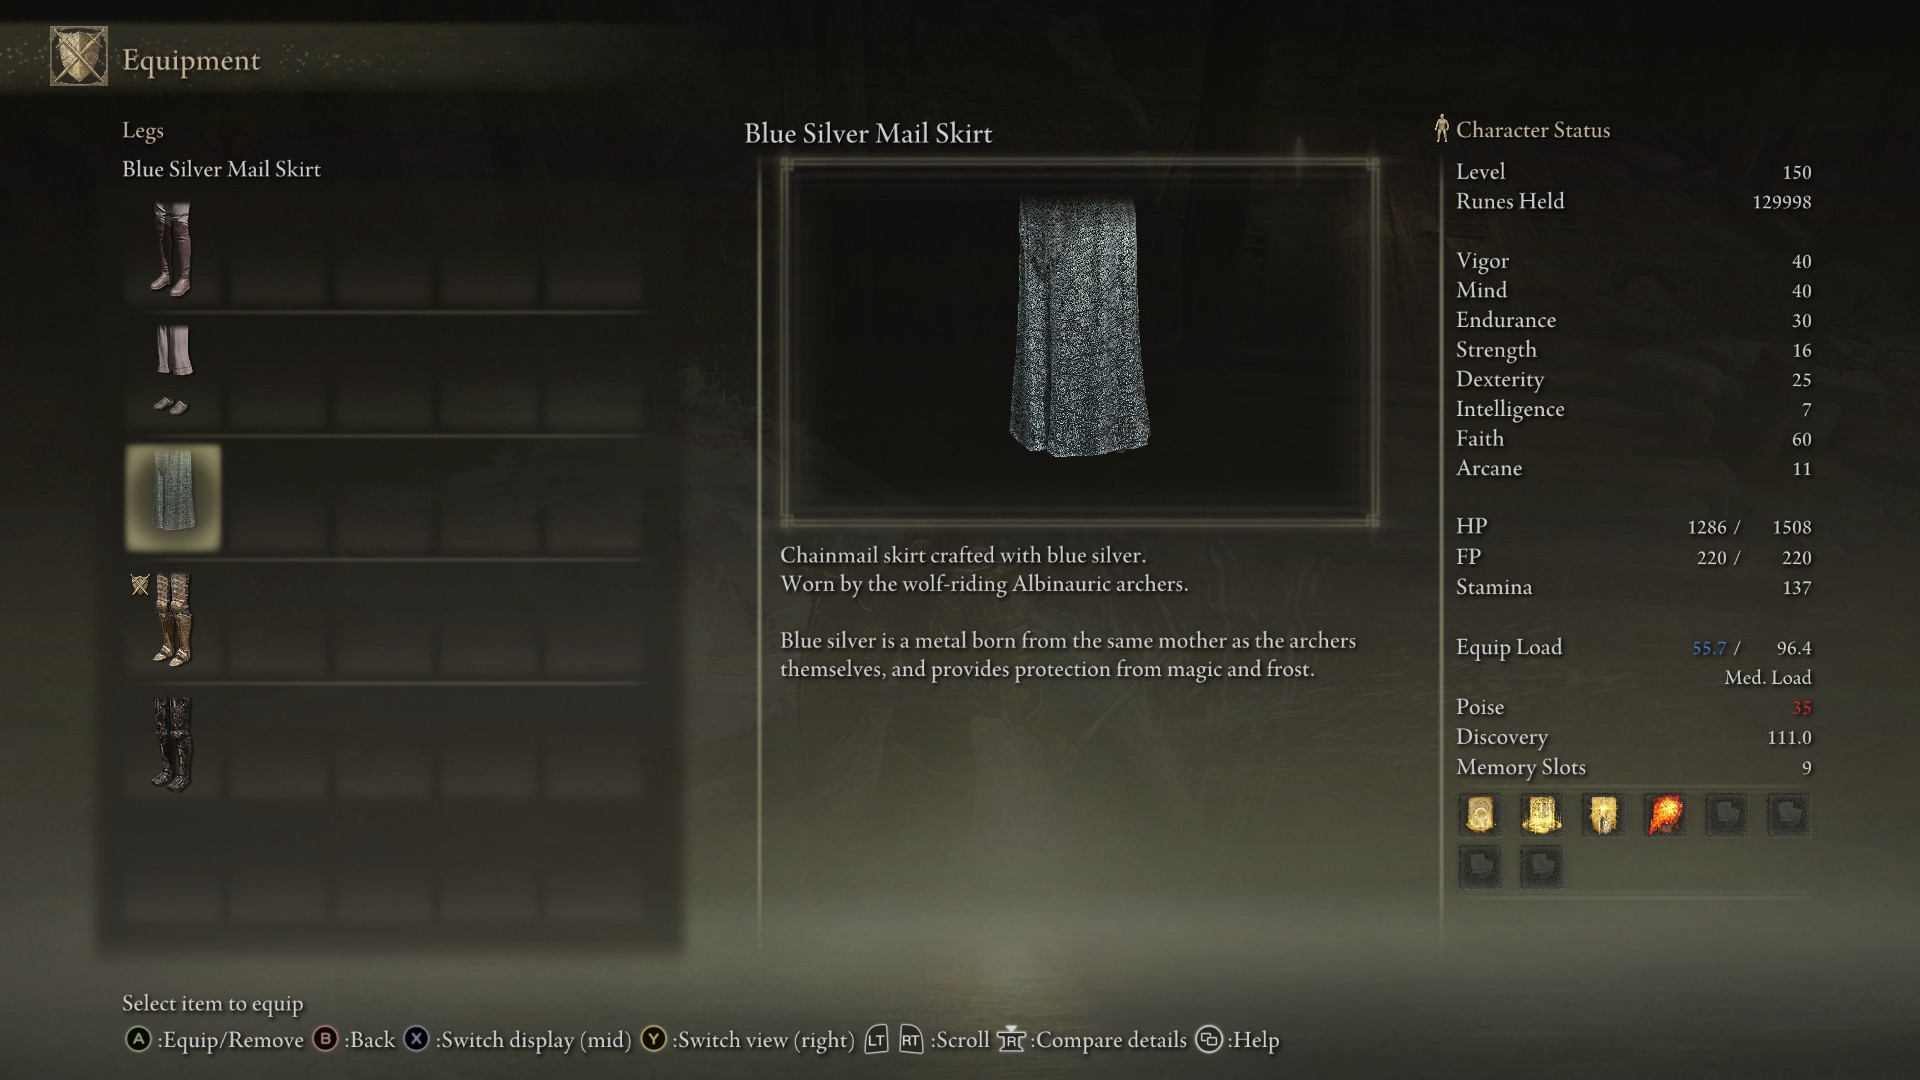 Equipment
Legs
Blue Silver Mail Skirt
Blue Silver Mail Skirt
Chainmail skirt crafted with blue silver.
Worn by the wolf-riding Albinauric archers.
Blue silver is a metal born from the same mother as the archers
themselves, and provides protection from magic and frost.
Character Status
Level 150
Runes Held 129998
Vigor 40
Mind 40
Endurance 30
Strength 16
Dexterity 25
Intelligence 7
Faith 60
Arcane 11
HP 1286 / 1508
FP 220 / 220
Stamina 137
Equip Load 55.7 / 96.4
Med. Load
Poise 35
Discovery 111.0
Memory Slots 9
Select item to equip
A :Equip/Remove B :Back X :Switch display (mid) Y :Switch view (right) LT RT :Scroll R :Compare details :Help